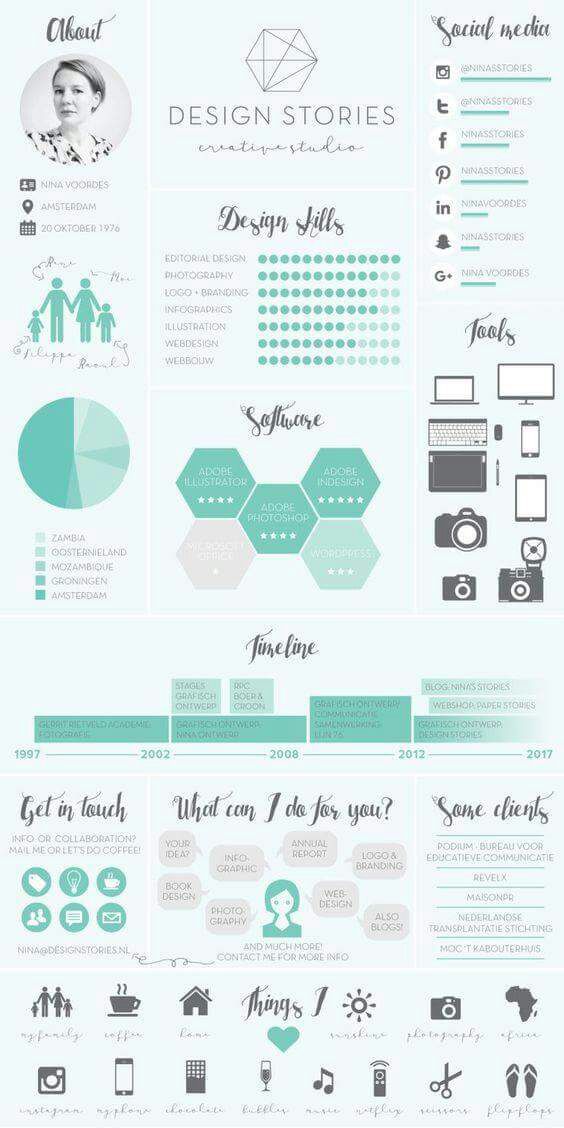 About
NINA VOORDES
AMSTERDAM
20 OKTOBER 1976
Rene
Moi
Filippa
Raoul
ZAMBIA
OOSTERNIELAND
MOZAMBIQUE
GRONINGEN
AMSTERDAM
DESIGN STORIES
creative studio
Design skills
EDITORIAL DESIGN
PHOTOGRAPHY
LOGO + BRANDING
INFOGRAPHICS
ILLUSTRATION
WEBDESIGN
WEBBOUW
Software
ADOBE
ILLUSTRATOR
ADOBE
INDESIGN
ADOBE
PHOTOSHOP
MICROSOFT
OFFICE
WORDPRESS
Social media
@NINASSTORIES
@NINASSTORIES
NINASSTORIES
NINASSTORIES
NINAVOORDES
NINASSTORIES
NINA VOORDES
Tools
Timeline
STAGES
GRAFISCH
ONTWERP
RPC
BOER &
CROON
GRAFISCH ONTWERP/
COMMUNICATIE
SAMENWERKING:
LIJN 76
BLOG: NINA'S STORIES
WEBSHOP: PAPER STORIES
GERRIT RIETVELD ACADEMIE:
FOTOGRAFIE
GRAFISCH ONTWERP:
NINA ONTWERP
GRAFISCH ONTWERP:
DESIGN STORIES
1997
2002
2008
2012
2017
Get in touch
INFO OR COLLABORATION?
MAIL ME OR LET'S DO COFFEE!
NINA@DESIGNSTORIES.NL
What can I do for you?
YOUR
IDEA?
INFO-
GRAPHIC
ANNUAL
REPORT
LOGO &
BRANDING
BOOK
DESIGN
PHOTO-
GRAPHY
WEB-
DESIGN
ALSO
BLOGS!
AND MUCH MORE!
CONTACT ME FOR MORE INFO
Some clients
PODIUM - BUREAU VOOR
EDUCATIEVE COMMUNICATIE
REVELX
MAISONPR
NEDERLANDSE
TRANSPLANTATIE STICHTING
MOC 'T KABOUTERHUIS
Things I
my family
coffee
home
sunshine
photography
africa
instagram
my phone
chocolate
bubbles
music
netflix
scissors
flipflops